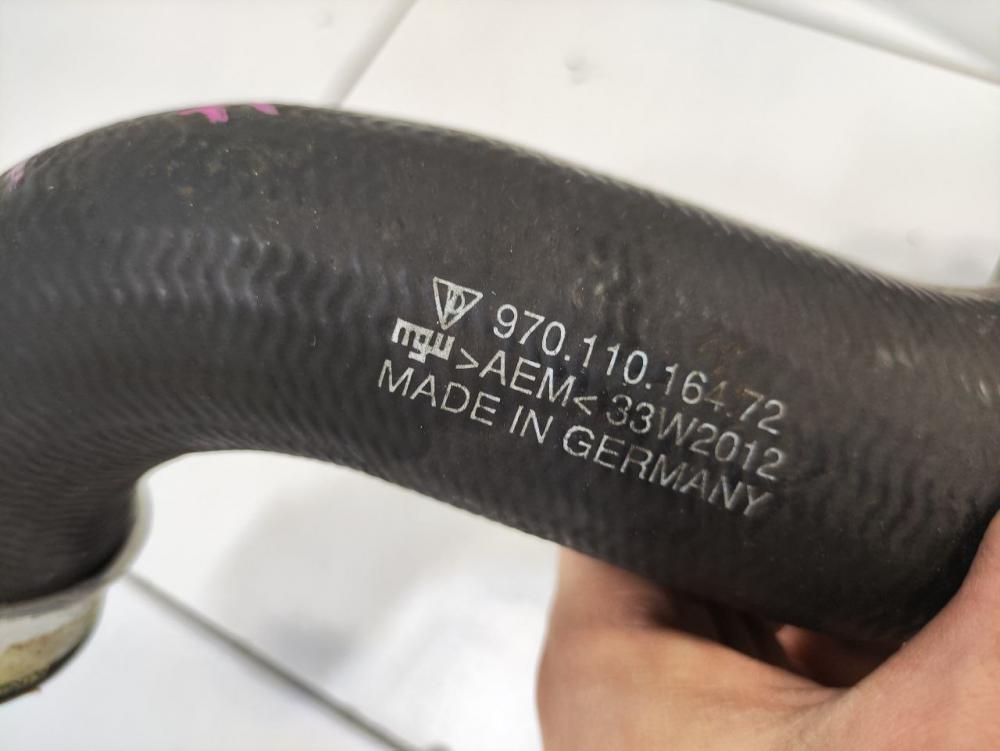 970.110.164.72
>AEM< 33W2012
MADE IN GERMANY